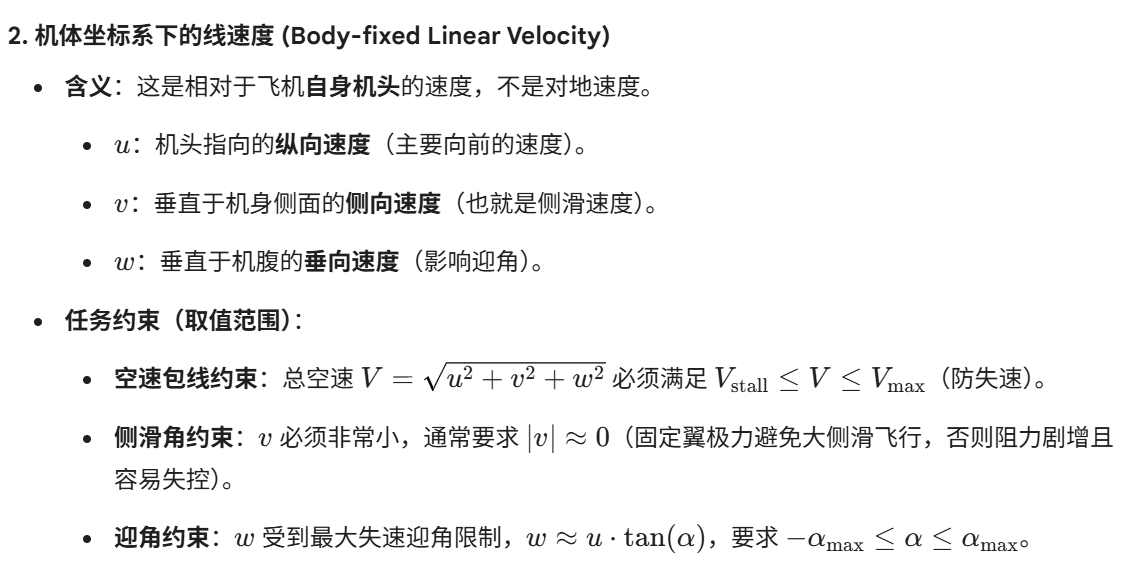 2. 机体坐标系下的线速度 (Body-fixed Linear Velocity)
• 含义：这是相对于飞机自身机头的速度，不是对地速度。
• u：机头指向的纵向速度（主要向前的速度）。
• v：垂直于机身侧面的侧向速度（也就是侧滑速度）。
• w：垂直于机腹的垂向速度（影响迎角）。
• 任务约束（取值范围）：
• 空速包线约束：总空速 V = √(u² + v² + w²) 必须满足 V_stall ≤ V ≤ V_max（防失速）。
• 侧滑角约束：v 必须非常小，通常要求 |v| ≈ 0（固定翼极力避免大侧滑飞行，否则阻力剧增且
容易失控）。
• 迎角约束：w 受到最大失速迎角限制，w ≈ u · tan(α)，要求 −α_max ≤ α ≤ α_max。